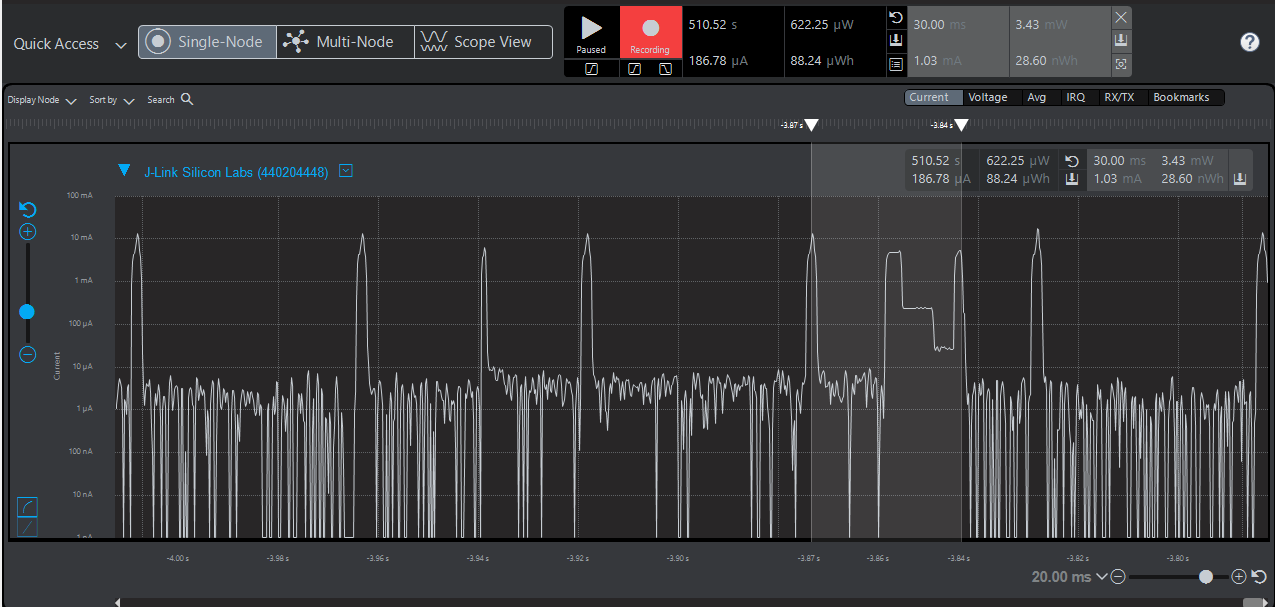 Quick Access
Single-Node
Multi-Node
Scope View
Paused
Recording
510.52 s
622.25 µW
186.78 µA
88.24 µWh
30.00 ms
3.43 mW
1.03 mA
28.60 nWh
?
Display Node
Sort by
Search
Current Voltage Avg IRQ RX/TX Bookmarks
-3.87 s
-3.84 s
J-Link Silicon Labs (440204448)
510.52 s 622.25 µW 30.00 ms 3.43 mW
186.78 µA 88.24 µWh 1.03 mA 28.60 nWh
100 mA
10 mA
1 mA
100 µA
10 µA
1 µA
100 nA
10 nA
1 nA
Current
-4.00 s -3.98 s -3.96 s -3.94 s -3.92 s -3.90 s -3.87 s -3.86 s -3.84 s -3.82 s -3.80 s
20.00 ms